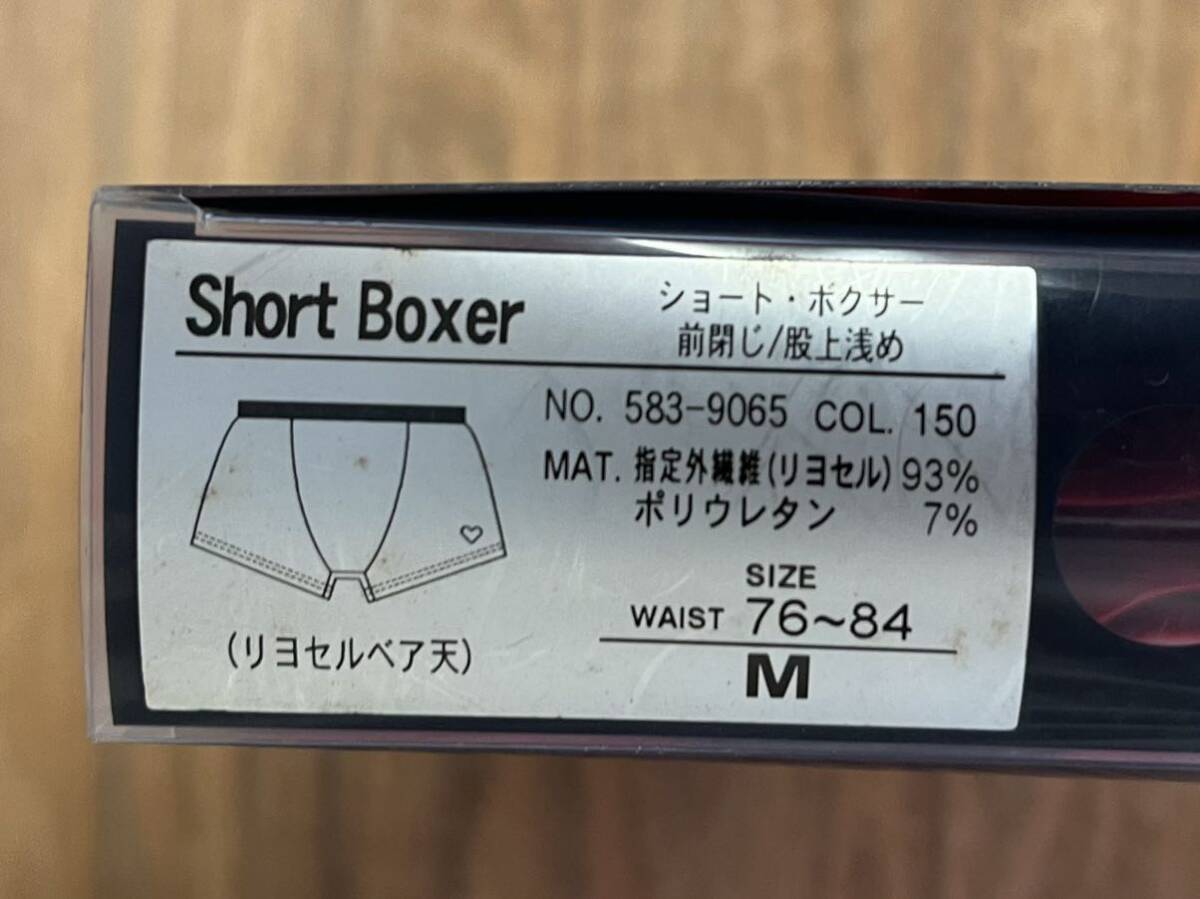 Short Boxer
ショート・ボクサー
前閉じ/股上浅め
NO. 583-9065 COL. 150
MAT. 指定外繊維(リヨセル) 93%
ポリウレタン 7%
SIZE
WAIST 76~84
M
(リヨセルベア天)